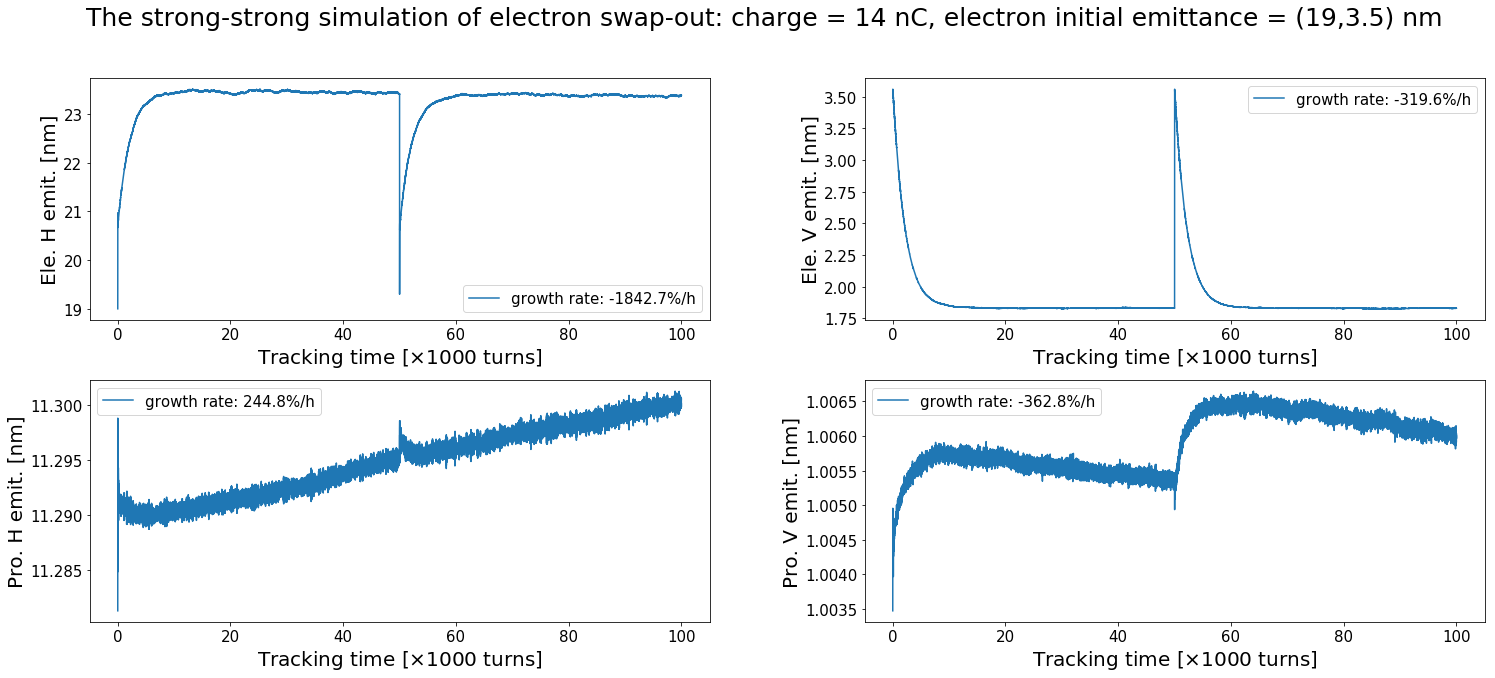 The strong-strong simulation of electron swap-out: charge = 14 nC, electron initial emittance = (19,3.5) nm
Ele. H emit. [nm]
23
22
21
20
19
growth rate: -1842.7%/h
0 20 40 60 80 100
Tracking time [×1000 turns]
Ele. V emit. [nm]
3.50
3.25
3.00
2.75
2.50
2.25
2.00
1.75
growth rate: -319.6%/h
0 20 40 60 80 100
Tracking time [×1000 turns]
Pro. H emit. [nm]
11.300
11.295
11.290
11.285
growth rate: 244.8%/h
0 20 40 60 80 100
Tracking time [×1000 turns]
Pro. V emit. [nm]
1.0065
1.0060
1.0055
1.0050
1.0045
1.0040
1.0035
growth rate: -362.8%/h
0 20 40 60 80 100
Tracking time [×1000 turns]